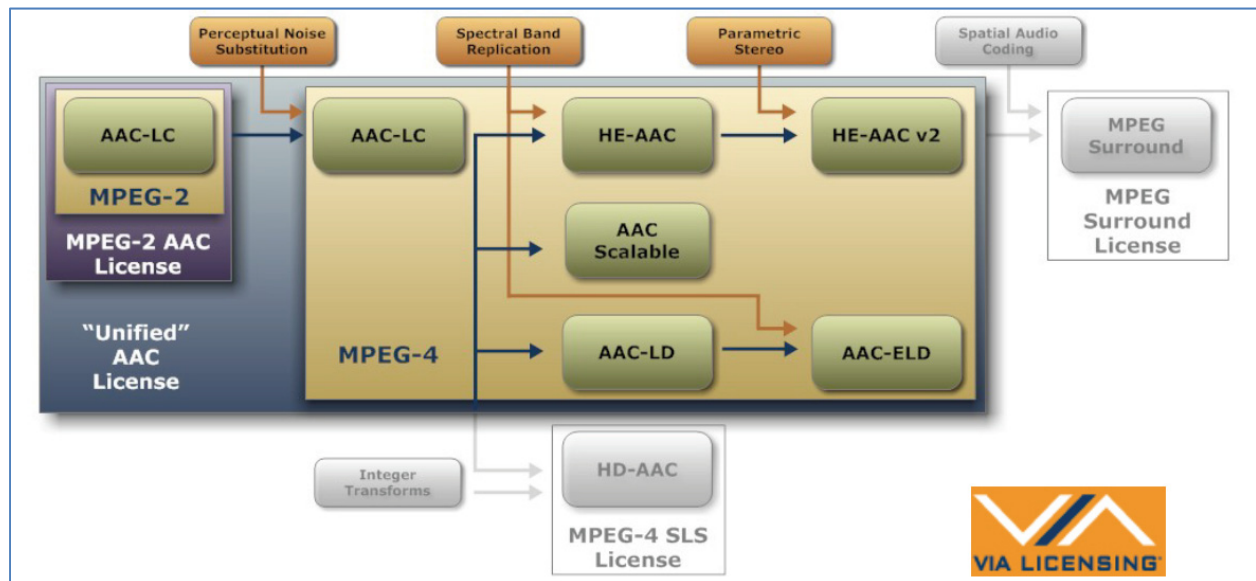 Perceptual Noise
Substitution
Spectral Band
Replication
Parametric
Stereo
Spatial Audio
Coding
AAC-LC
MPEG-2
MPEG-2 AAC
License
“Unified”
AAC
License
AAC-LC
HE-AAC
HE-AAC v2
AAC
Scalable
MPEG-4
AAC-LD
AAC-ELD
MPEG
Surround
MPEG
Surround
License
Integer
Transforms
HD-AAC
MPEG-4 SLS
License
VIA LICENSING